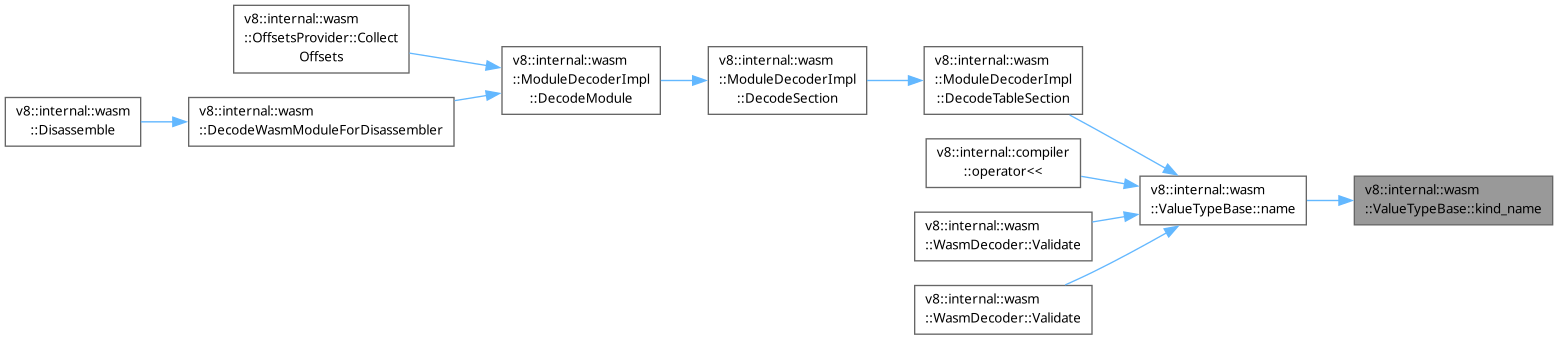 v8::internal::wasm
::OffsetsProvider::Collect
Offsets
v8::internal::wasm
::Disassemble
v8::internal::wasm
::DecodeWasmModuleForDisassembler
v8::internal::wasm
::ModuleDecoderImpl
::DecodeModule
v8::internal::wasm
::ModuleDecoderImpl
::DecodeSection
v8::internal::wasm
::ModuleDecoderImpl
::DecodeTableSection
v8::internal::compiler
::operator<<
v8::internal::wasm
::WasmDecoder::Validate
v8::internal::wasm
::WasmDecoder::Validate
v8::internal::wasm
::ValueTypeBase::name
v8::internal::wasm
::ValueTypeBase::kind_name